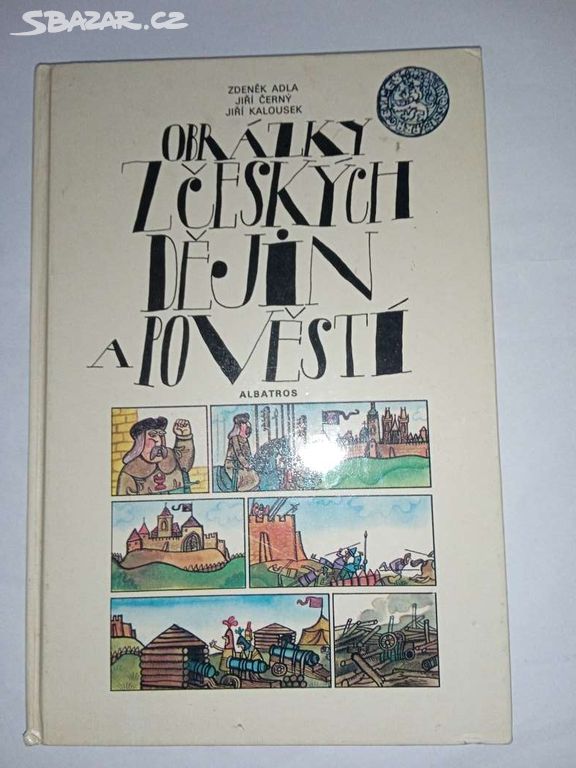 SBAZAR.CZ
ZDENĚK ADLA
JIŘÍ ČERNÝ
JIŘÍ KALOUSEK
OBRÁZKY
Z ČESKÝCH
DĚJIN
A POVĚSTÍ
ALBATROS